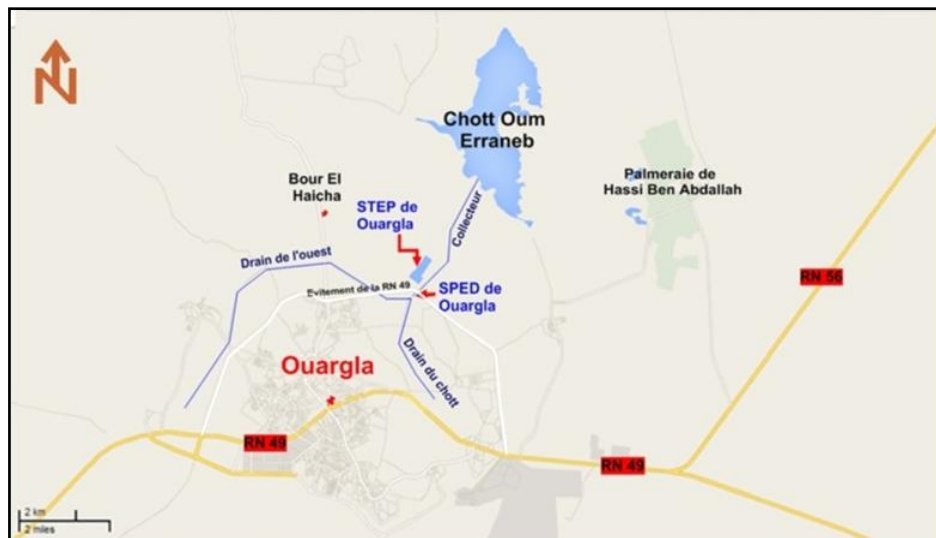 N
Chott Oum
Erraneb
Palmeraie de
Hassi Ben Abdallah
Bour El
Haicha
STEP de
Ouargla
Collecteur
Drain de l'ouest
RN 56
Evitement de la RN 49
SPED de
Ouargla
Drain du chott
Ouargla
RN 49
RN 49
2 km
2 miles